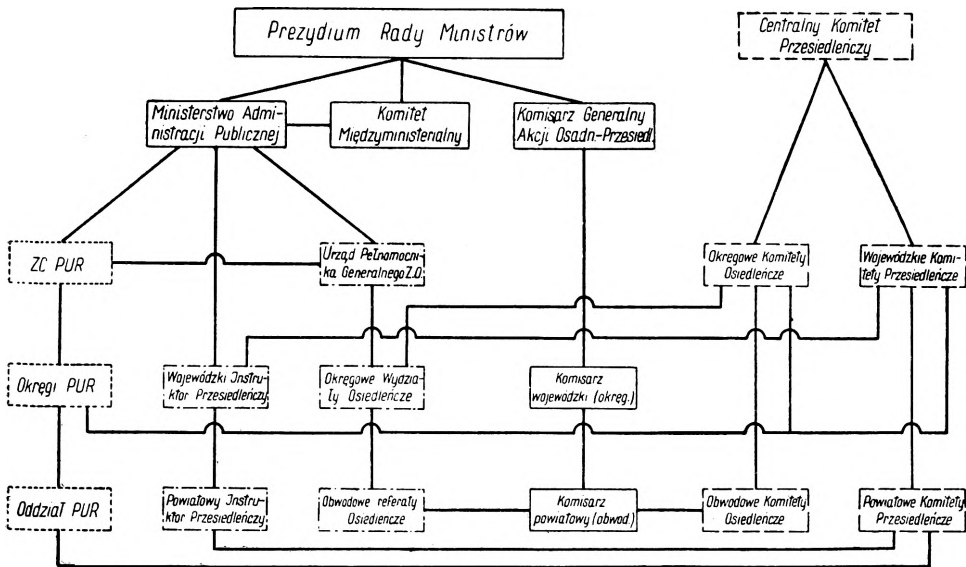 Prezydium Rady Ministrów
Centralny Komitet
Przesiedleńczy
Ministerstwo Admi-
nistracji Publicznej
Komitet
Międzyministerialny
Komisarz Generalny
Akcji Osadn.-Przesiedl.
ZC PUR
Urząd Pełnomocni-
ka Generalnego Z.O.
Okręgowe Komitety
Osiedleńcze
Wojewódzkie Komi-
tety Przesiedleńcze
Okręgi PUR
Wojewódzki Instru-
ktor Przesiedleńczy
Okręgowe Wydzia-
ły Osiedleńcze
Komisarz
wojewódzki (okręg.)
Oddział PUR
Powiatowy Instru-
ktor Przesiedleńczy
Obwodowe referaty
Osiedleńcze
Komisarz
powiatowy (obwod.)
Obwodowe Komitety
Osiedleńcze
Powiatowe Komitety
Przesiedleńcze